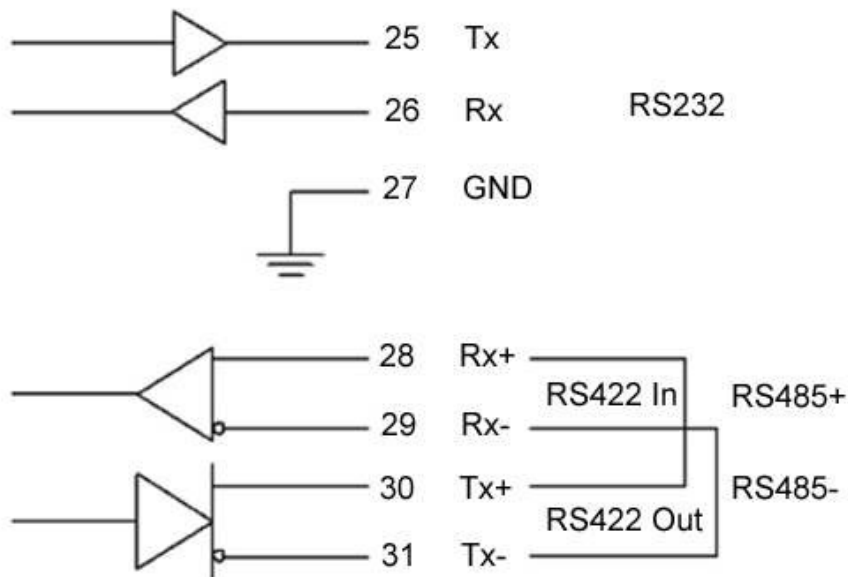 25 Tx
26 Rx RS232
27 GND
28 Rx+
RS422 In RS485+
29 Rx-
30 Tx+ RS485-
RS422 Out
31 Tx-